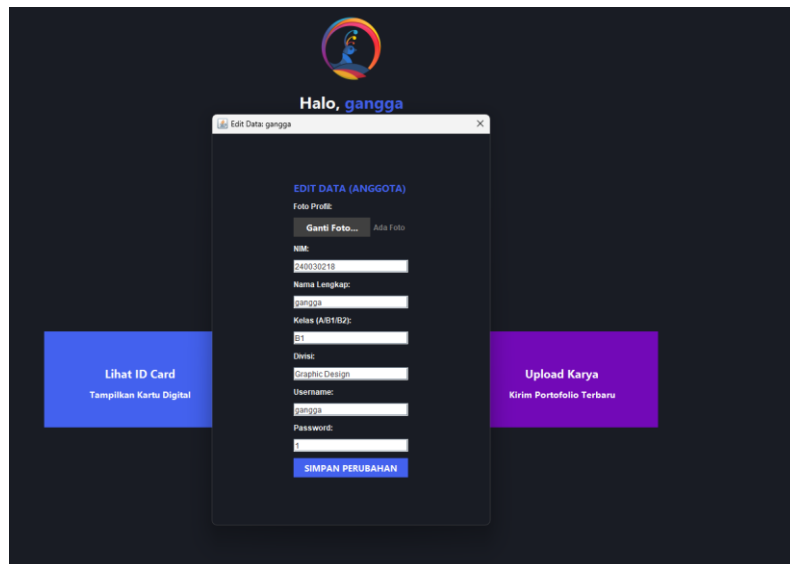 Halo, gangga
Edit Data: gangga
EDIT DATA (ANGGOTA)
Foto Profil:
Ganti Foto... Ada Foto
NIM:
240030218
Nama Lengkap:
gangga
Kelas (A/B1/B2):
B1
Divisi:
Graphic Design
Username:
gangga
Password:
1
SIMPAN PERUBAHAN
Lihat ID Card
Tampilkan Kartu Digital
Upload Karya
Kirim Portofolio Terbaru